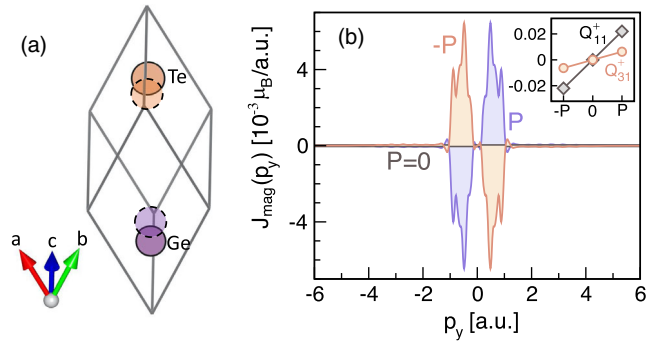 (a)
Te
Ge
a
c
b
(b)
-P
P
P=0
J_mag(p_y) [10^-3 μ_B/a.u.]
4
0
-4
-6
-4
-2
0
2
4
6
p_y [a.u.]
0.02
0
-0.02
Q^+_11
Q^+_31
-P
0
P